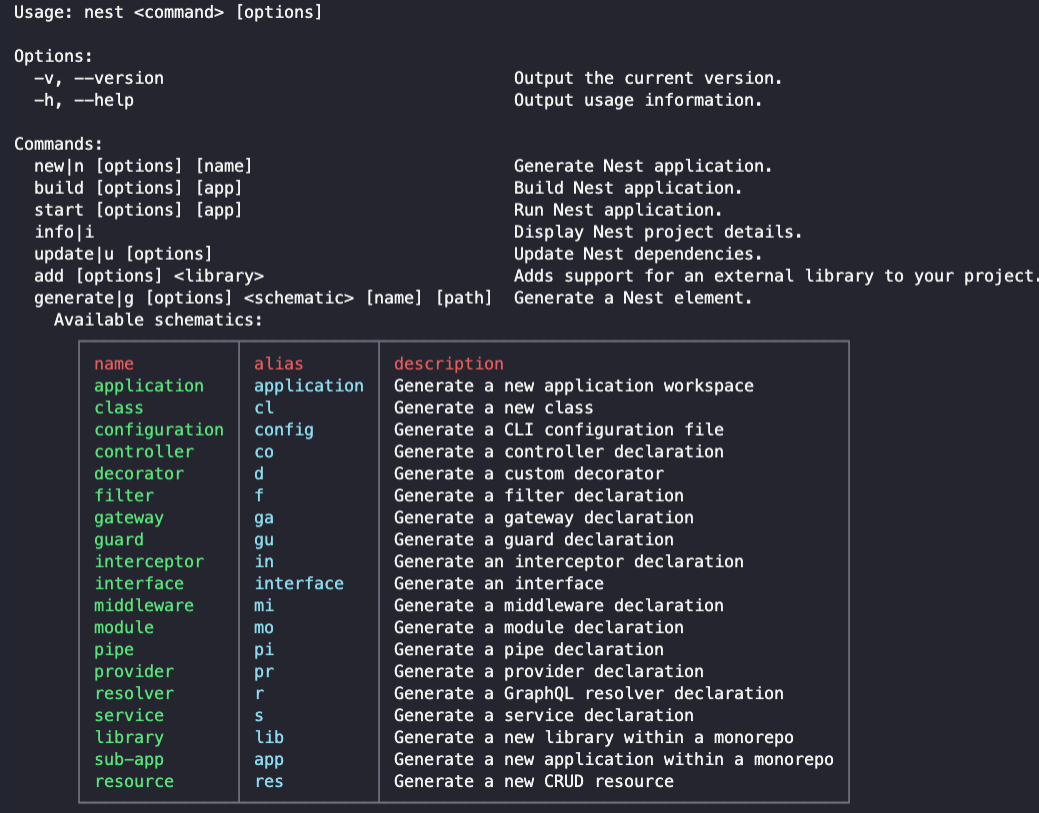 Usage: nest <command> [options]
Options:
-v, --version Output the current version.
-h, --help Output usage information.
Commands:
new|n [options] [name] Generate Nest application.
build [options] [app] Build Nest application.
start [options] [app] Run Nest application.
info|i Display Nest project details.
update|u [options] Update Nest dependencies.
add [options] <library> Adds support for an external library to your project.
generate|g [options] <schematic> [name] [path] Generate a Nest element.
Available schematics:
name alias description
application application Generate a new application workspace
class cl Generate a new class
configuration config Generate a CLI configuration file
controller co Generate a controller declaration
decorator d Generate a custom decorator
filter f Generate a filter declaration
gateway ga Generate a gateway declaration
guard gu Generate a guard declaration
interceptor in Generate an interceptor declaration
interface interface Generate an interface
middleware mi Generate a middleware declaration
module mo Generate a module declaration
pipe pi Generate a pipe declaration
provider pr Generate a provider declaration
resolver r Generate a GraphQL resolver declaration
service s Generate a service declaration
library lib Generate a new library within a monorepo
sub-app app Generate a new application within a monorepo
resource res Generate a new CRUD resource